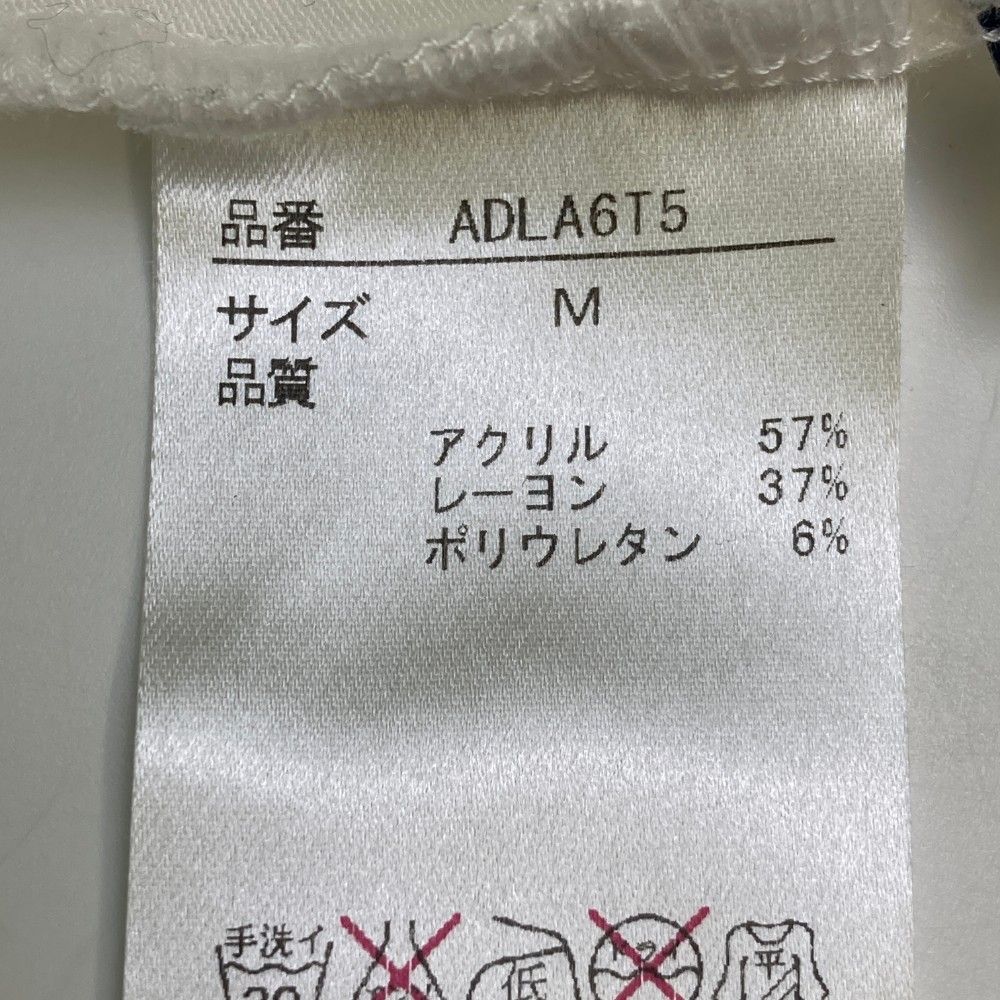 品番 ADLA6T5
サイズ M
品質
アクリル 57%
レーヨン 37%
ポリウレタン 6%
手洗イ 低 平